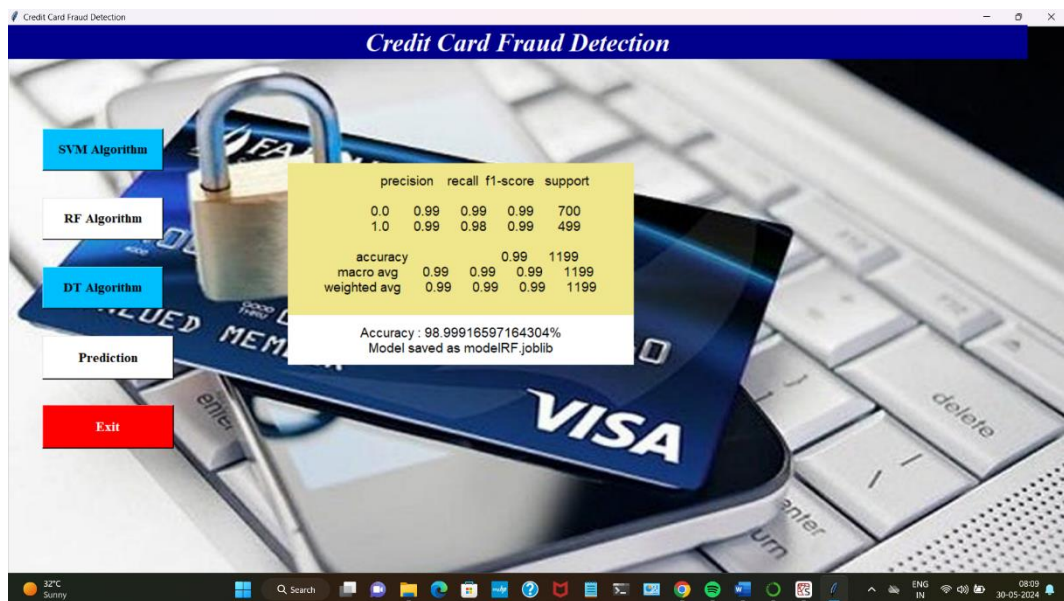 Credit Card Fraud Detection
Credit Card Fraud Detection
SVM Algorithm
RF Algorithm
DT Algorithm
Prediction
Exit
precision recall f1-score support
0.0 0.99 0.99 0.99 700
1.0 0.99 0.98 0.99 499
accuracy 0.99 1199
macro avg 0.99 0.99 0.99 1199
weighted avg 0.99 0.99 0.99 1199
Accuracy : 98.99916597164304%
Model saved as modelRF.joblib
GOOD
THRU
VISA
enter
delete
enter
32°C
Sunny
Search
ENG
IN
08:09
30-05-2024